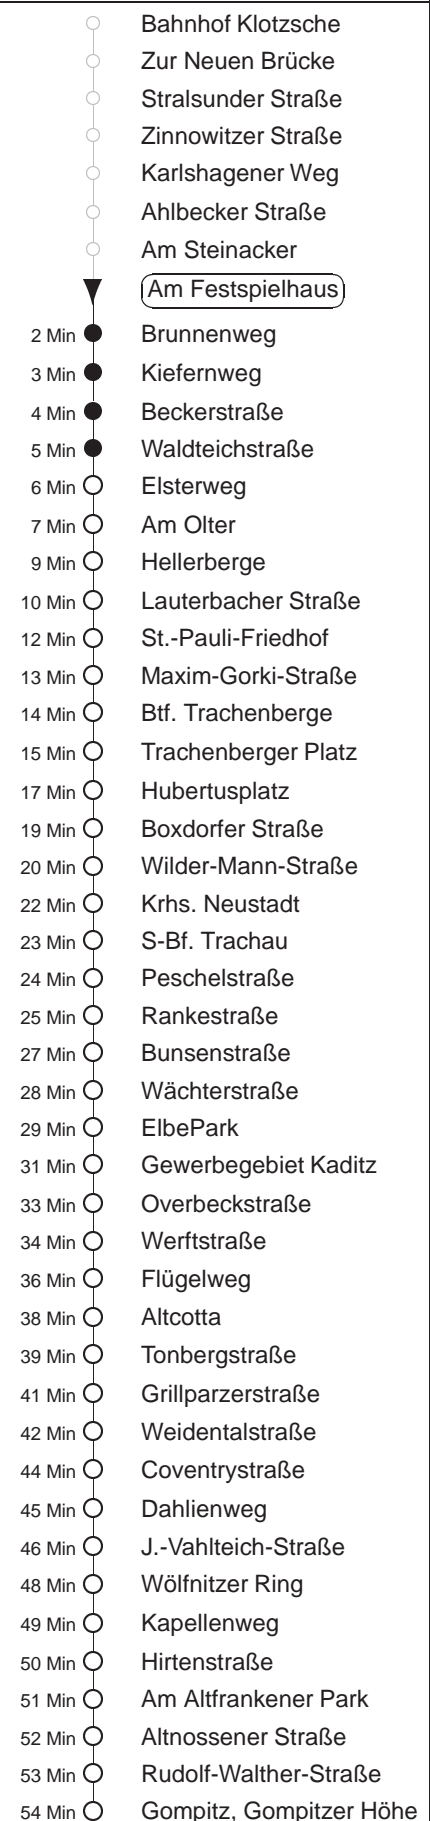 Bahnhof Klotzsche
Zur Neuen Brücke
Stralsunder Straße
Zinnowitzer Straße
Karlshagener Weg
Ahlbecker Straße
Am Steinacker
Am Festspielhaus
2 Min Brunnenweg
3 Min Kiefernweg
4 Min Beckerstraße
5 Min Waldteichstraße
6 Min Elsterweg
7 Min Am Olter
9 Min Hellerberge
10 Min Lauterbacher Straße
12 Min St.-Pauli-Friedhof
13 Min Maxim-Gorki-Straße
14 Min Btf. Trachenberge
15 Min Trachenberger Platz
17 Min Hubertusplatz
19 Min Boxdorfer Straße
20 Min Wilder-Mann-Straße
22 Min Krhs. Neustadt
23 Min S-Bf. Trachau
24 Min Peschelstraße
25 Min Rankestraße
27 Min Bunsenstraße
28 Min Wächterstraße
29 Min ElbePark
31 Min Gewerbegebiet Kaditz
33 Min Overbeckstraße
34 Min Werftstraße
36 Min Flügelweg
38 Min Altcotta
39 Min Tonbergstraße
41 Min Grillparzerstraße
42 Min Weidentalstraße
44 Min Coventrystraße
45 Min Dahlienweg
46 Min J.-Vahlteich-Straße
48 Min Wölfnitzer Ring
49 Min Kapellenweg
50 Min Hirtenstraße
51 Min Am Altfrankener Park
52 Min Altnossener Straße
53 Min Rudolf-Walther-Straße
54 Min Gompitz, Gompitzer Höhe